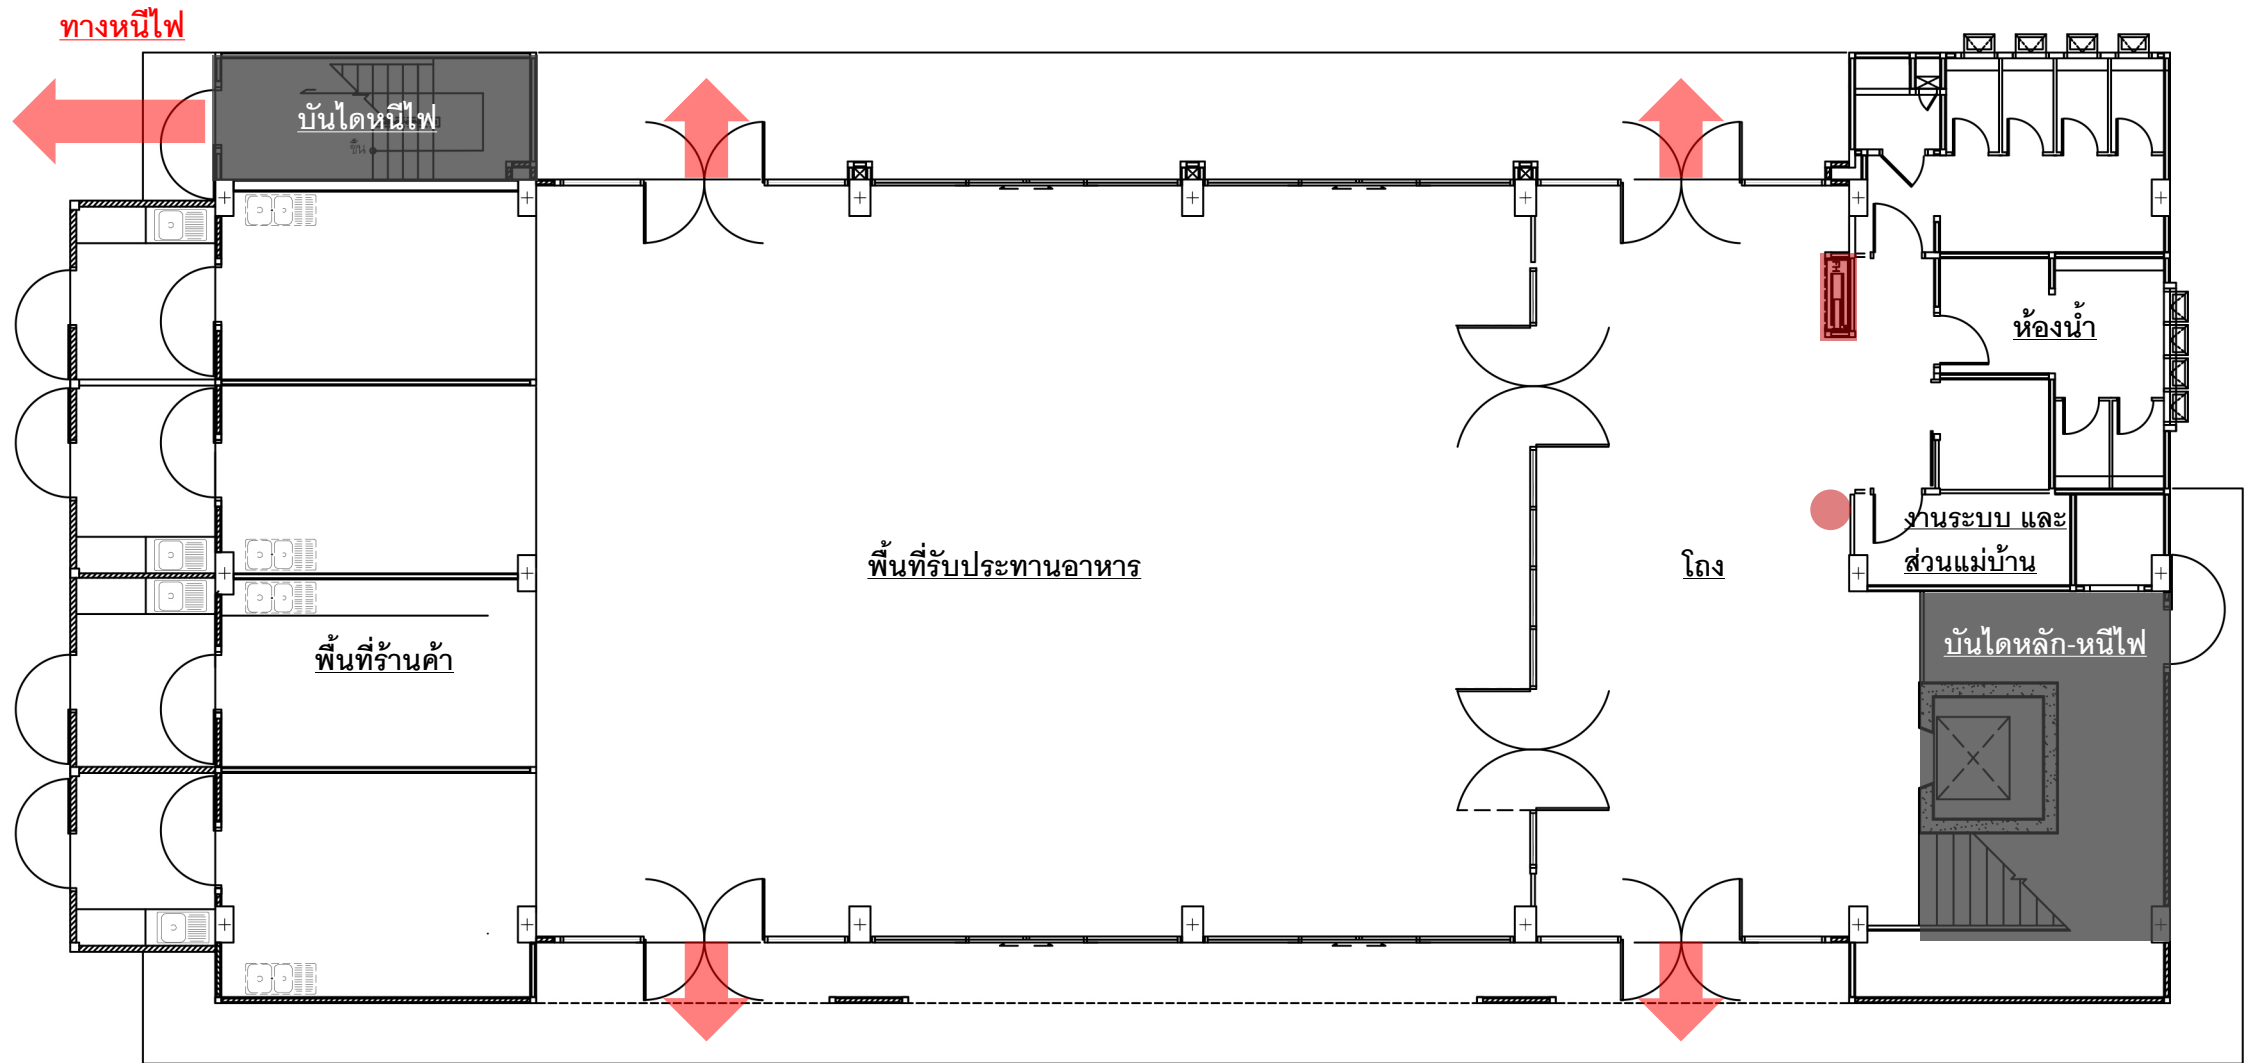 ทางหนีไฟ
บันไดหนีไฟ
ขึ้น
ห้องน้ำ
งานระบบ และ
ส่วนแม่บ้าน
พื้นที่รับประทานอาหาร
โถง
พื้นที่ร้านค้า
บันไดหลัก-หนีไฟ